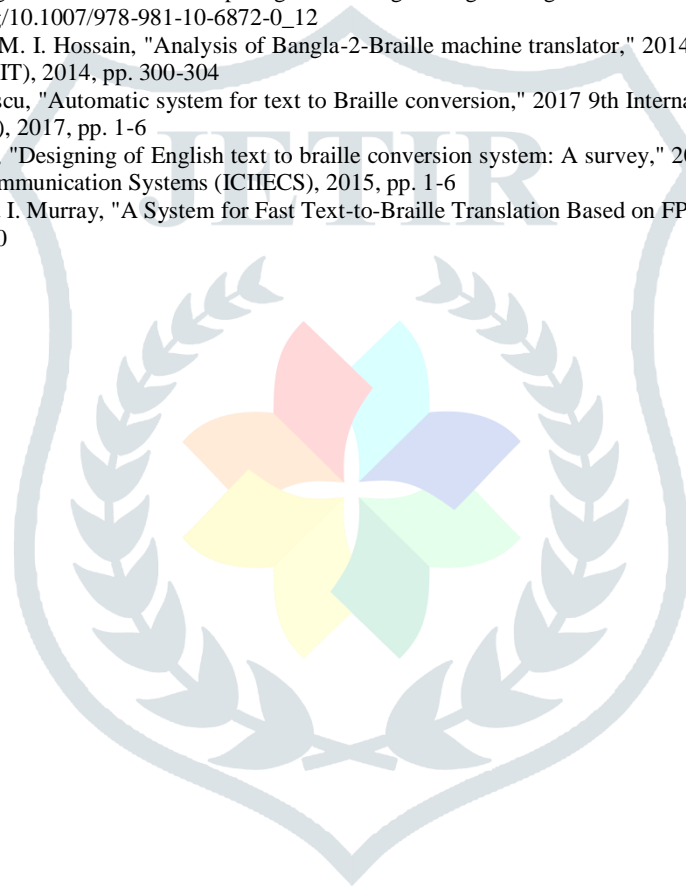 g/10.1007/978-981-10-6872-0_12
M. I. Hossain, "Analysis of Bangla-2-Braille machine translator," 2014
IT), 2014, pp. 300-304
scu, "Automatic system for text to Braille conversion," 2017 9th Interna
), 2017, pp. 1-6
"Designing of English text to braille conversion system: A survey," 20
mmunication Systems (ICIIECS), 2015, pp. 1-6
I. Murray, "A System for Fast Text-to-Braille Translation Based on FP
0
JETIR